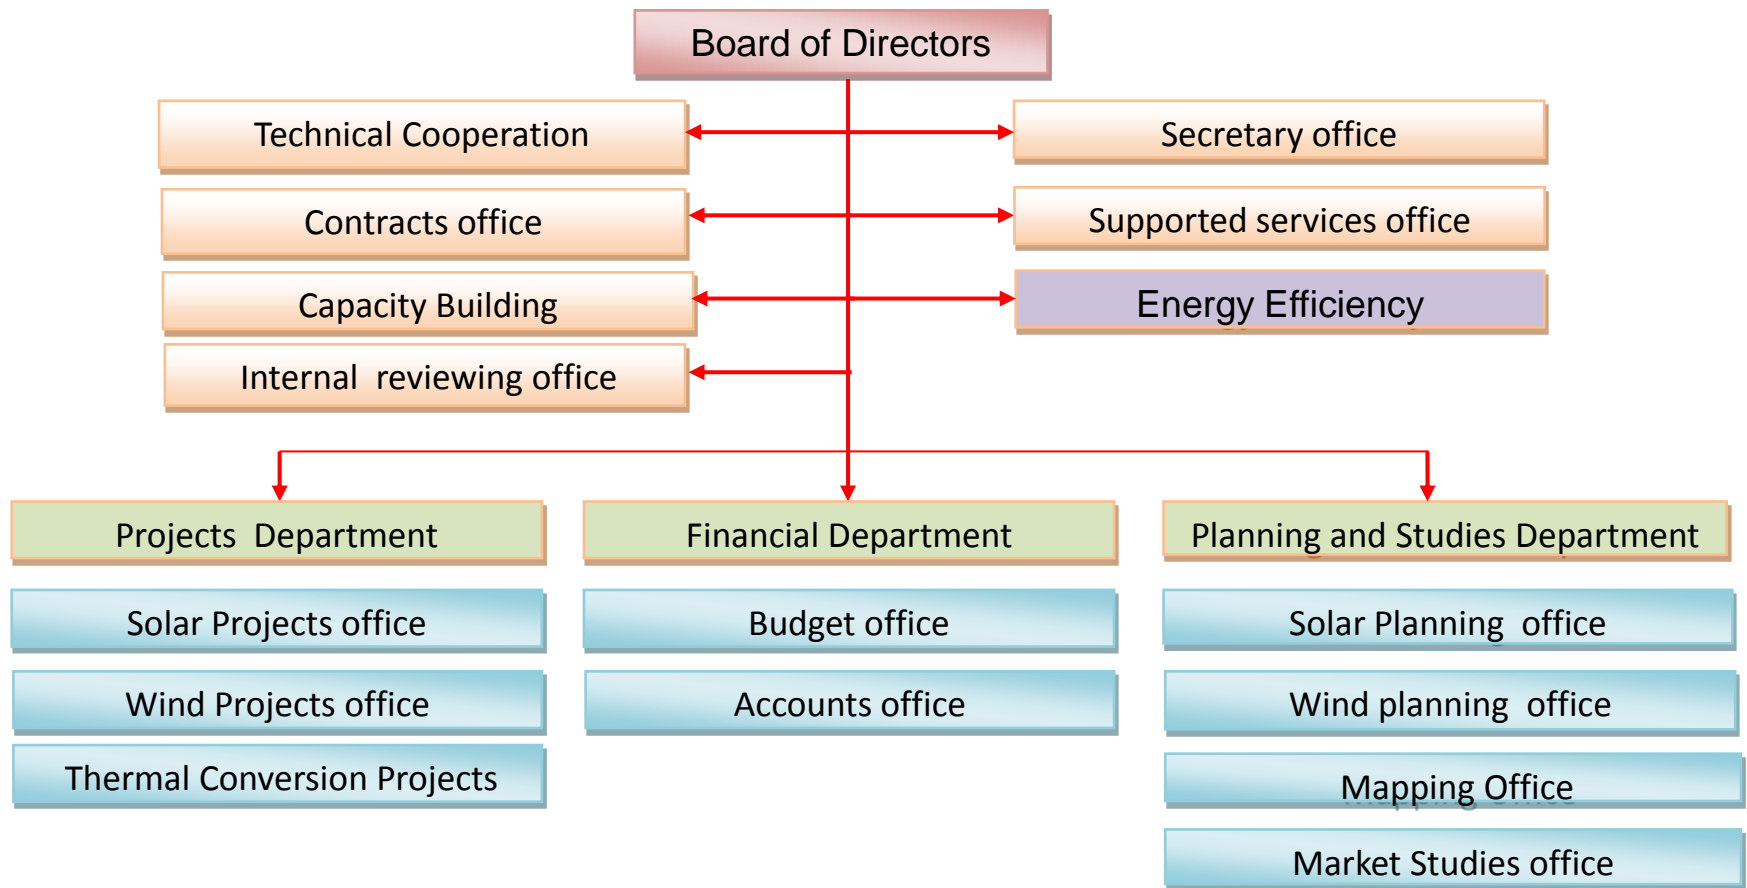 Board of Directors
Technical Cooperation
Secretary office
Contracts office
Supported services office
Capacity Building
Energy Efficiency
Internal  reviewing office
Projects  Department
Financial Department
Planning and Studies Department
Solar Projects office
Budget office
Solar Planning  office
Wind Projects office
Accounts office
Wind planning  office
Thermal Conversion Projects
Mapping Office
Market Studies office